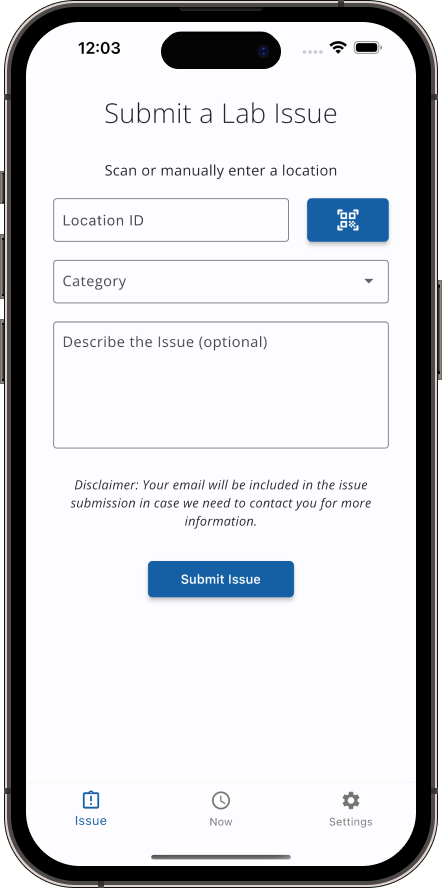 12:03
Submit a Lab Issue
Scan or manually enter a location
Location ID
Category
Describe the Issue (optional)
Disclaimer: Your email will be included in the issue
submission in case we need to contact you for more
information.
Submit Issue
Issue
Now
Settings